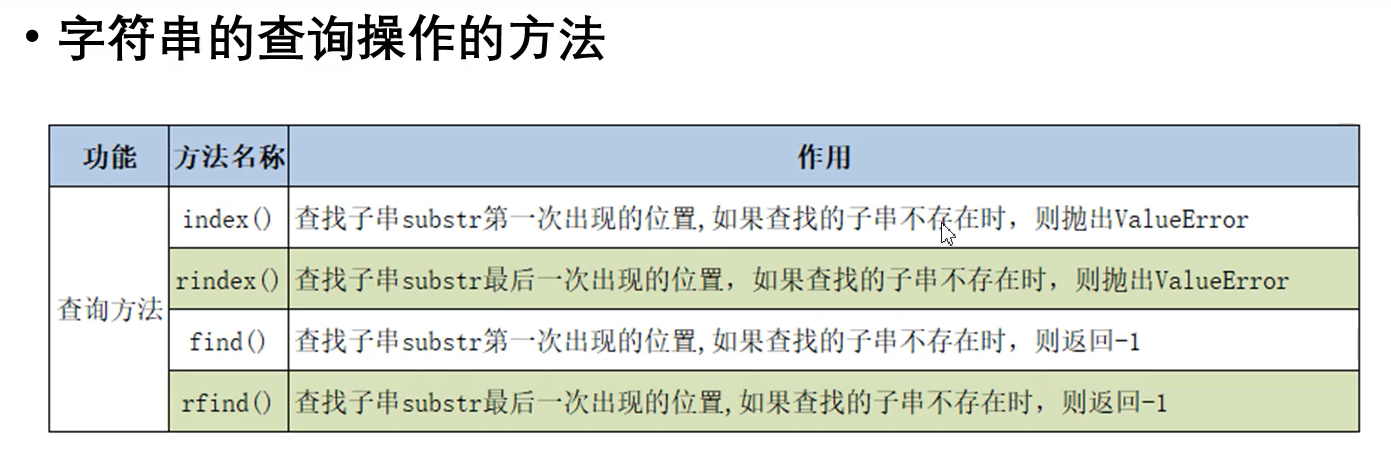 • 字符串的查询操作的方法
功能 方法名称 作用
查询方法
index() 查找子串substr第一次出现的位置,如果查找的子串不存在时，则抛出ValueError
rindex() 查找子串substr最后一次出现的位置，如果查找的子串不存在时，则抛出ValueError
find() 查找子串substr第一次出现的位置,如果查找的子串不存在时，则返回-1
rfind() 查找子串substr最后一次出现的位置,如果查找的子串不存在时，则返回-1